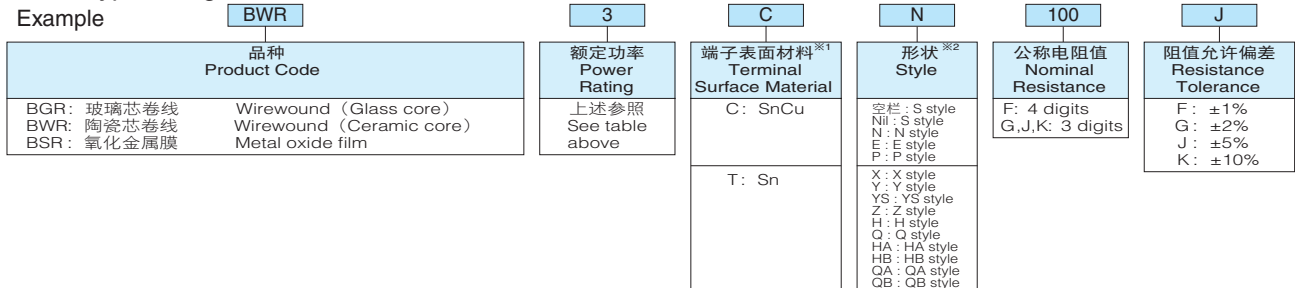 Example BWR 3 C N 100 J
品种
Product Code
BGR: 玻璃芯卷线 Wirewound（Glass core）
BWR: 陶瓷芯卷线 Wirewound（Ceramic core）
BSR: 氧化金属膜 Metal oxide film
额定功率
Power
Rating
上述参照
See table
above
端子表面材料※1
Terminal
Surface Material
C: SnCu
T: Sn
形状※2
Style
空栏 : S style
Nil : S style
N : N style
E : E style
P : P style
X : X style
Y : Y style
YS : YS style
Z : Z style
H : H style
Q : Q style
HA : HA style
HB : HB style
QA : QA style
QB : QB style
公称电阻值
Nominal
Resistance
F: 4 digits
G,J,K: 3 digits
阻值允许偏差
Resistance
Tolerance
F: ±1%
G: ±2%
J: ±5%
K: ±10%